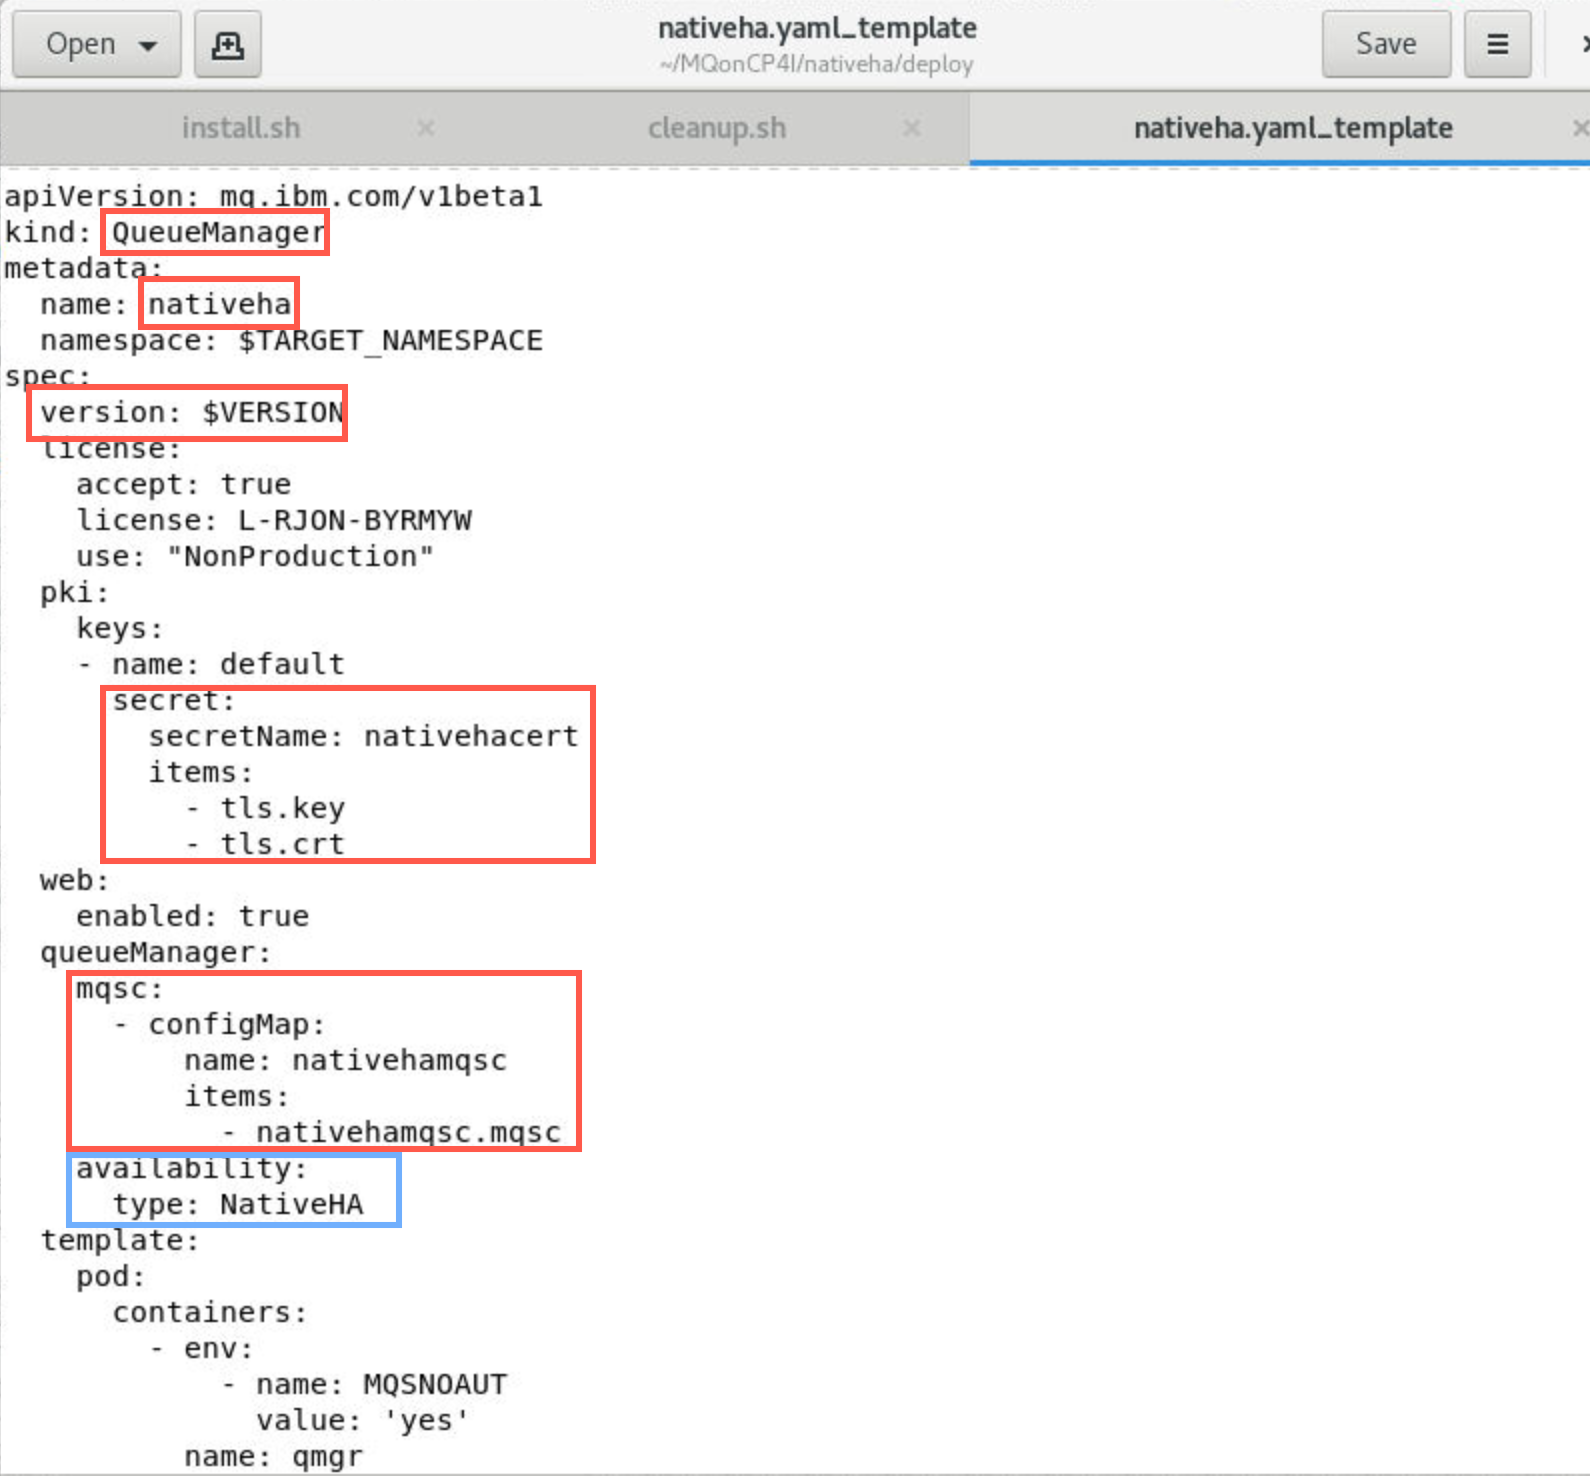 Open
nativeha.yaml_template
~/MQonCP4I/nativeha/deploy
Save
install.sh
cleanup.sh
nativeha.yaml_template
apiVersion: mq.ibm.com/v1beta1
kind: QueueManager
metadata:
  name: nativeha
  namespace: $TARGET_NAMESPACE
spec:
  version: $VERSION
  license:
    accept: true
    license: L-RJON-BYRMYW
    use: "NonProduction"
  pki:
    keys:
    - name: default
      secret:
        secretName: nativehacert
        items:
          - tls.key
          - tls.crt
  web:
    enabled: true
  queueManager:
    mqsc:
      - configMap:
          name: nativehamqsc
          items:
            - nativehamqsc.mqsc
    availability:
      type: NativeHA
  template:
    pod:
      containers:
        - env:
            - name: MQSNOAUT
              value: 'yes'
          name: qmgr